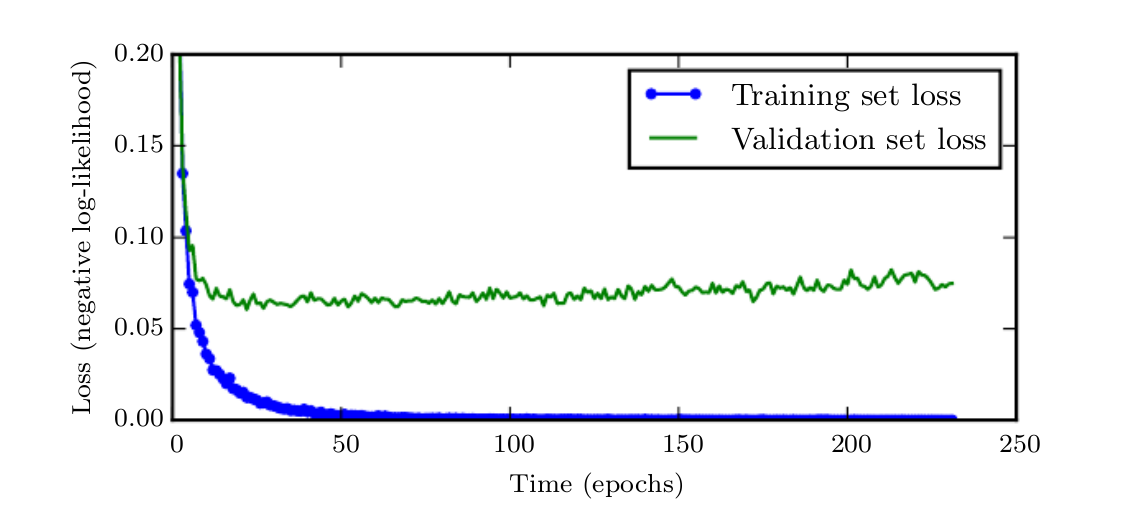 Loss (negative log-likelihood)
0.20
0.15
0.10
0.05
0.00
Training set loss
Validation set loss
0 50 100 150 200 250
Time (epochs)